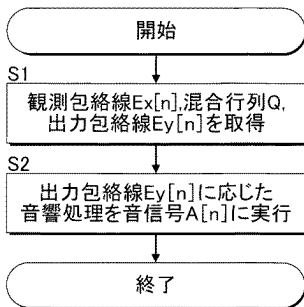 開始
S1
観測包絡線Ex[n],混合行列Q,
出力包絡線Ey[n]を取得
S2
出力包絡線Ey[n]に応じた
音響処理を音信号A[n]に実行
終了